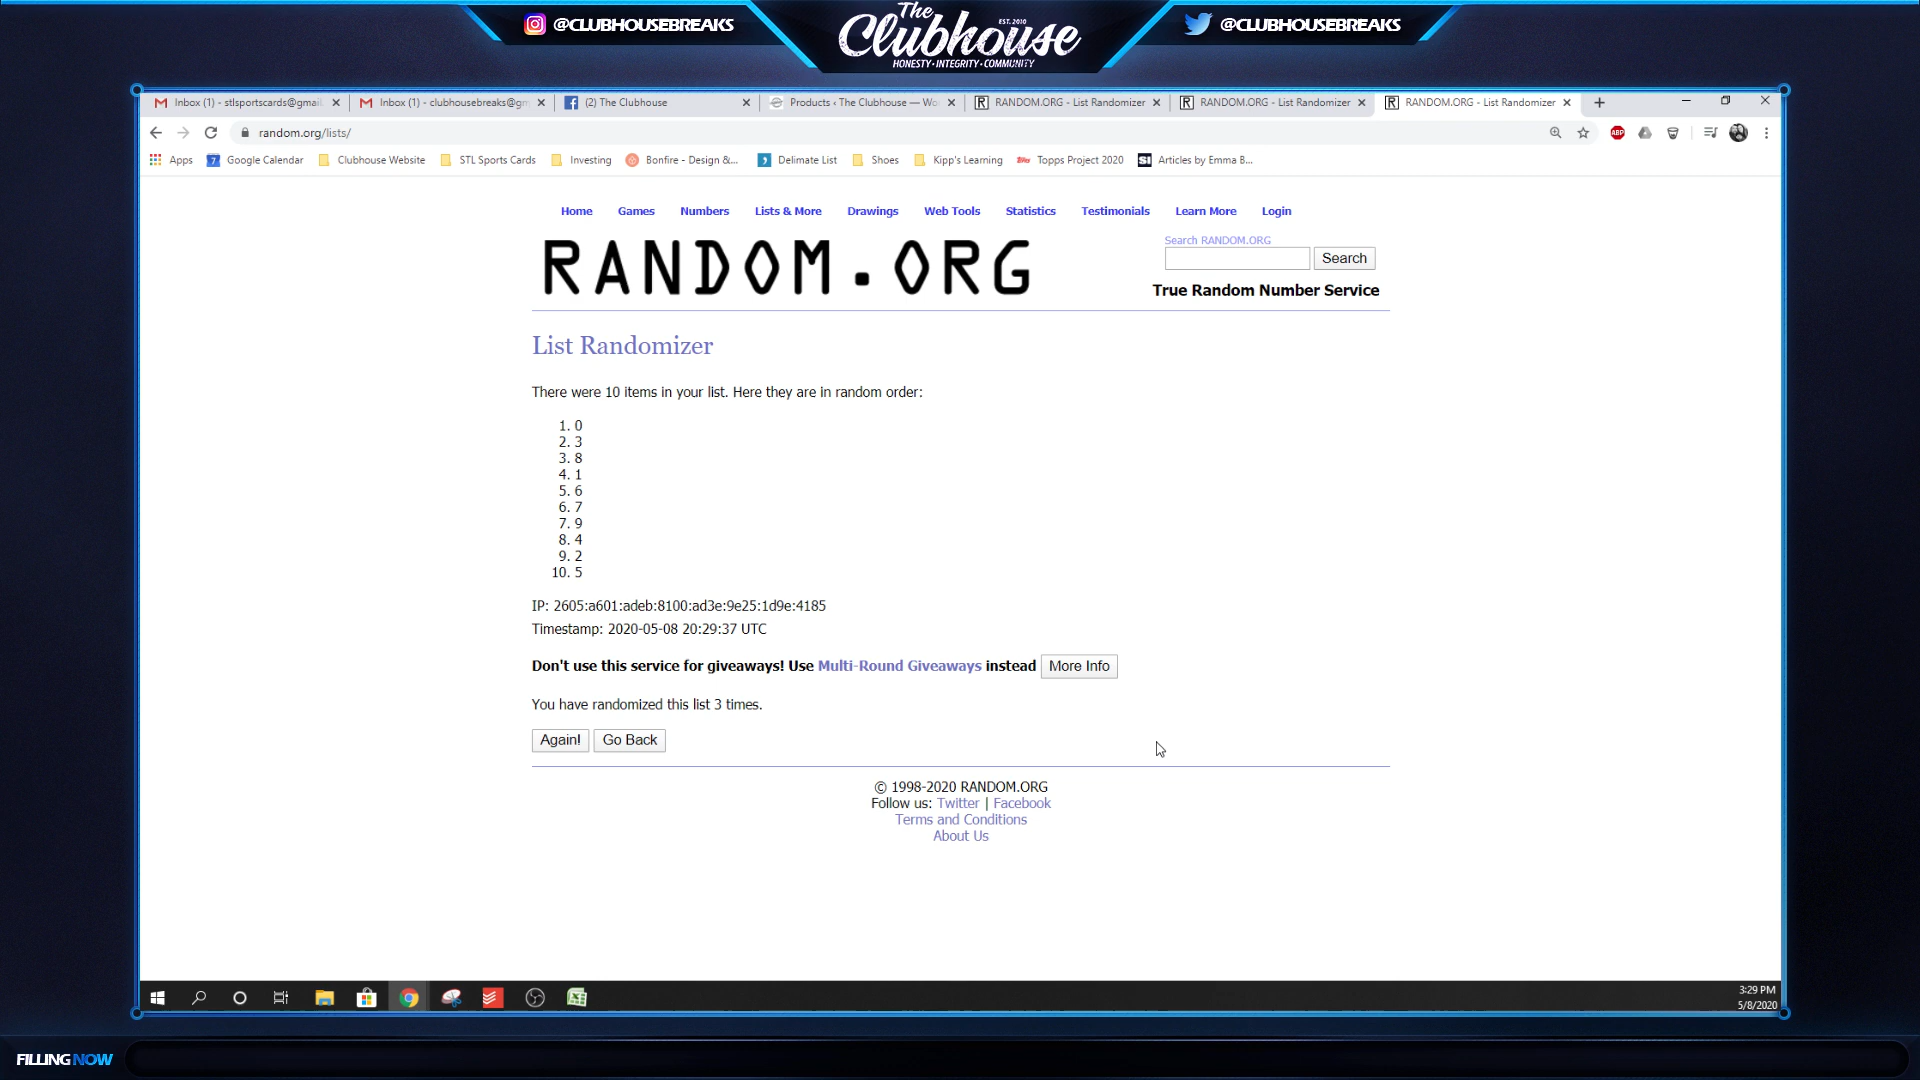 @CLUBHOUSEBREAKS
The
EST. 2010
Clubhouse
HONESTY • INTEGRITY • COMMUNITY
@CLUBHOUSEBREAKS
Inbox (1) - stlsportscards@gmail
Inbox (1) - clubhousebreaks@gm
(2) The Clubhouse
Products ‹ The Clubhouse — Wo
RANDOM.ORG - List Randomizer
RANDOM.ORG - List Randomizer
RANDOM.ORG - List Randomizer
random.org/lists/
ABP
Apps
7 Google Calendar
Clubhouse Website
STL Sports Cards
Investing
Bonfire - Design &...
Delimate List
Shoes
Kipp's Learning
Topps Project 2020
SI Articles by Emma B...
Home Games Numbers Lists & More Drawings Web Tools Statistics Testimonials Learn More Login
RANDOM.ORG
Search RANDOM.ORG
Search
True Random Number Service
List Randomizer
There were 10 items in your list. Here they are in random order:
1. 0
2. 3
3. 8
4. 1
5. 6
6. 7
7. 9
8. 4
9. 2
10. 5
IP: 2605:a601:adeb:8100:ad3e:9e25:1d9e:4185
Timestamp: 2020-05-08 20:29:37 UTC
Don't use this service for giveaways! Use Multi-Round Giveaways instead More Info
You have randomized this list 3 times.
Again! Go Back
© 1998-2020 RANDOM.ORG
Follow us: Twitter | Facebook
Terms and Conditions
About Us
3:29 PM
5/8/2020
FILLING NOW